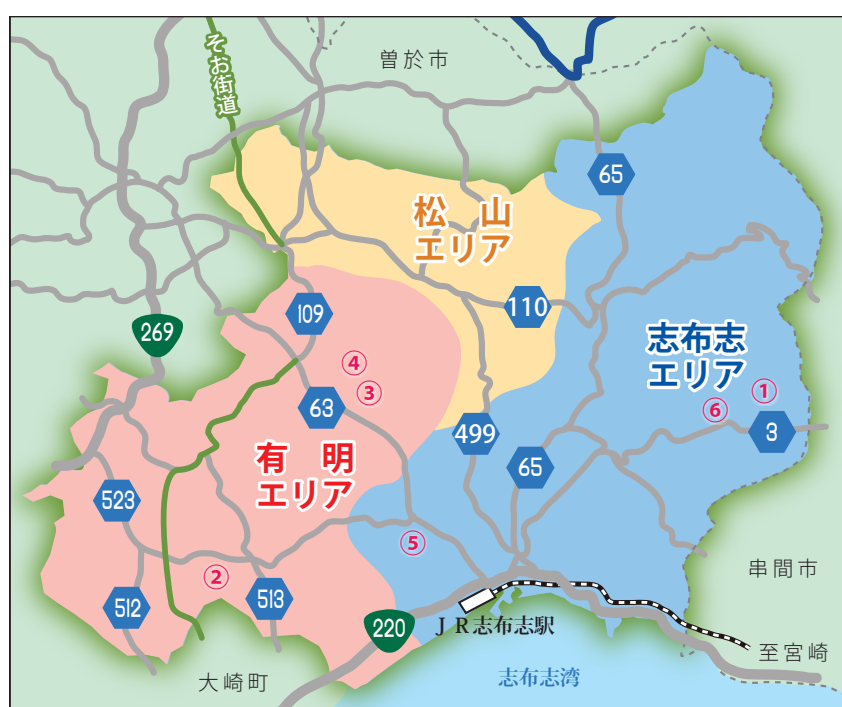 曽於市
そお街道
65
松 山
エリア
110
109
269
志布志
エリア
④
③
①
⑥
63
3
499
有 明
エリア
65
523
⑤
②
串間市
512
513
220
ＪＲ志布志駅
至宮崎
大崎町
志布志湾